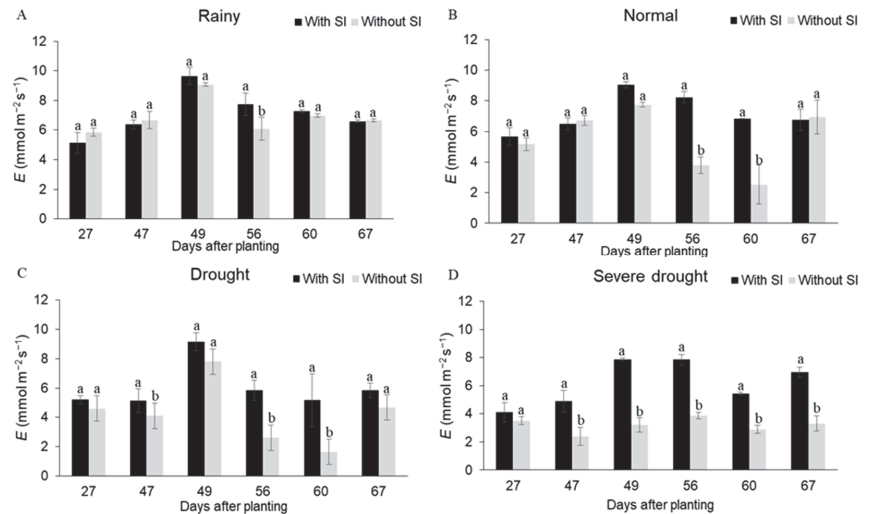 A
Rainy
With SI Without SI
E (mmol m−2 s−1)
12
10
8
6
4
2
0
a a a a a a a b a a a a
27 47 49 56 60 67
Days after planting
B
Normal
With SI Without SI
E (mmol m−2 s−1)
12
10
8
6
4
2
0
a a a a a a a b a b a a
27 47 49 56 60 67
Days after planting
C
Drought
With SI Without SI
E (mmol m−2 s−1)
12
10
8
6
4
2
0
a a a b a a a b a b a a
27 47 49 56 60 67
Days after planting
D
Severe drought
With SI Without SI
E (mmol m−2 s−1)
12
10
8
6
4
2
0
a a a b a b a b a b a b
27 47 49 56 60 67
Days after planting